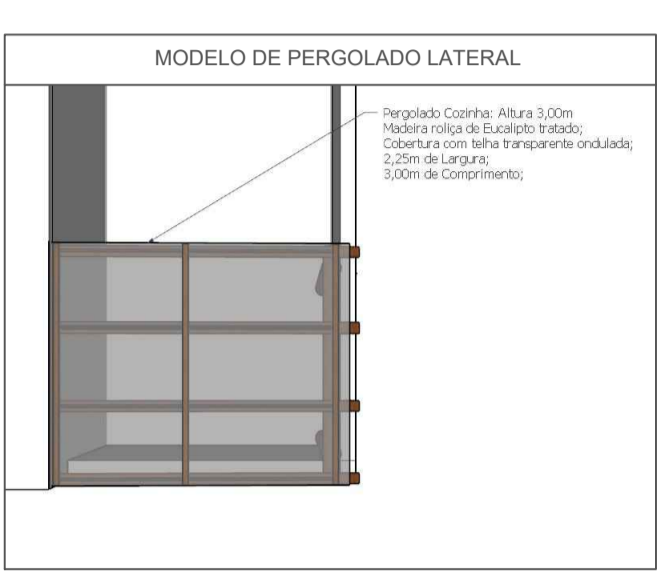 MODELO DE PERGOLADO LATERAL
Pergolado Cozinha: Altura 3,00m
Madeira roliça de Eucalipto tratado;
Cobertura com telha transparente ondulada;
2,25m de Largura;
3,00m de Comprimento;